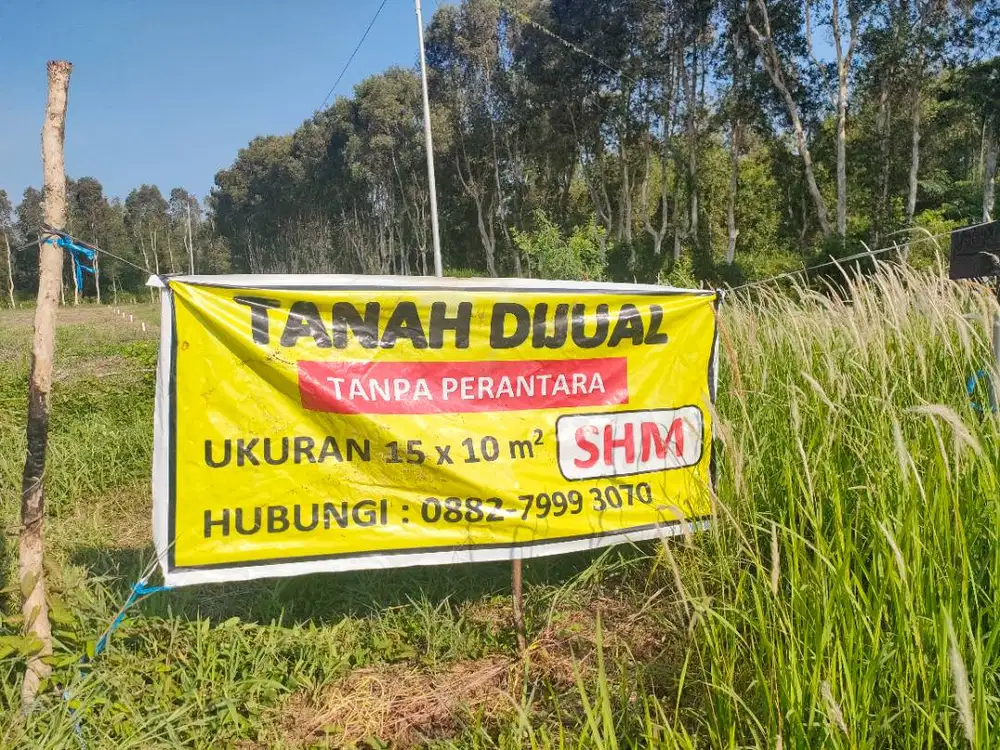 TANAH DIJUAL
TANPA PERANTARA
UKURAN 15 x 10 m²
SHM
HUBUNGI : 0882-7999 3070